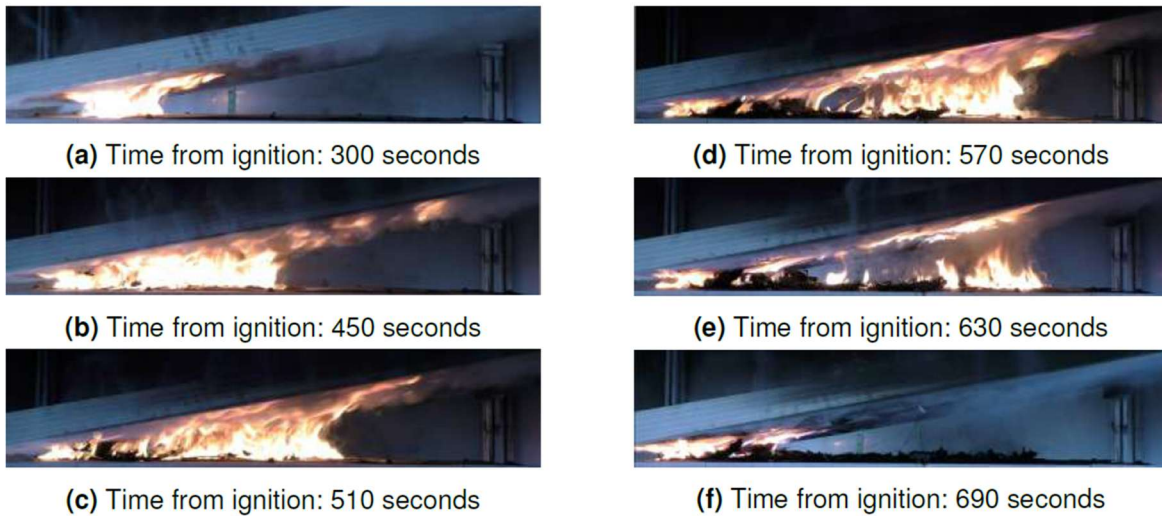 (a) Time from ignition: 300 seconds
(b) Time from ignition: 450 seconds
(c) Time from ignition: 510 seconds
(d) Time from ignition: 570 seconds
(e) Time from ignition: 630 seconds
(f) Time from ignition: 690 seconds